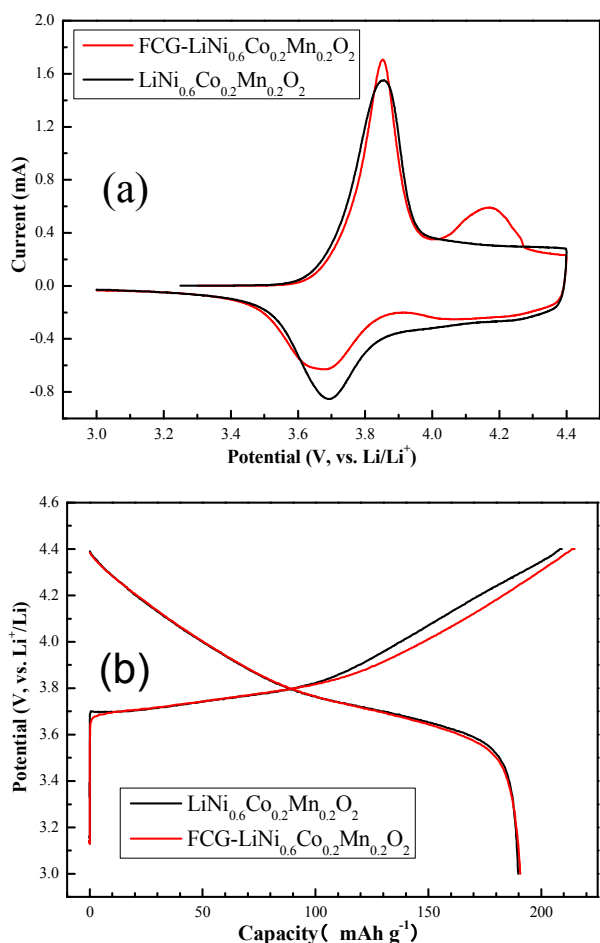 2.0
FCG-LiNi₀.₆Co₀.₂Mn₀.₂O₂
1.6
LiNi₀.₆Co₀.₂Mn₀.₂O₂
1.2
(a)
0.8
0.4
0.0
-0.4
-0.8
Current (mA)
3.0 3.2 3.4 3.6 3.8 4.0 4.2 4.4
Potential (V, vs. Li/Li⁺)
4.6
4.4
4.2
4.0
3.8
3.6
3.4
3.2
3.0
Potential (V, vs. Li⁺/Li)
(b)
LiNi₀.₆Co₀.₂Mn₀.₂O₂
FCG-LiNi₀.₆Co₀.₂Mn₀.₂O₂
0 50 100 150 200
Capacity( mAh g⁻¹)